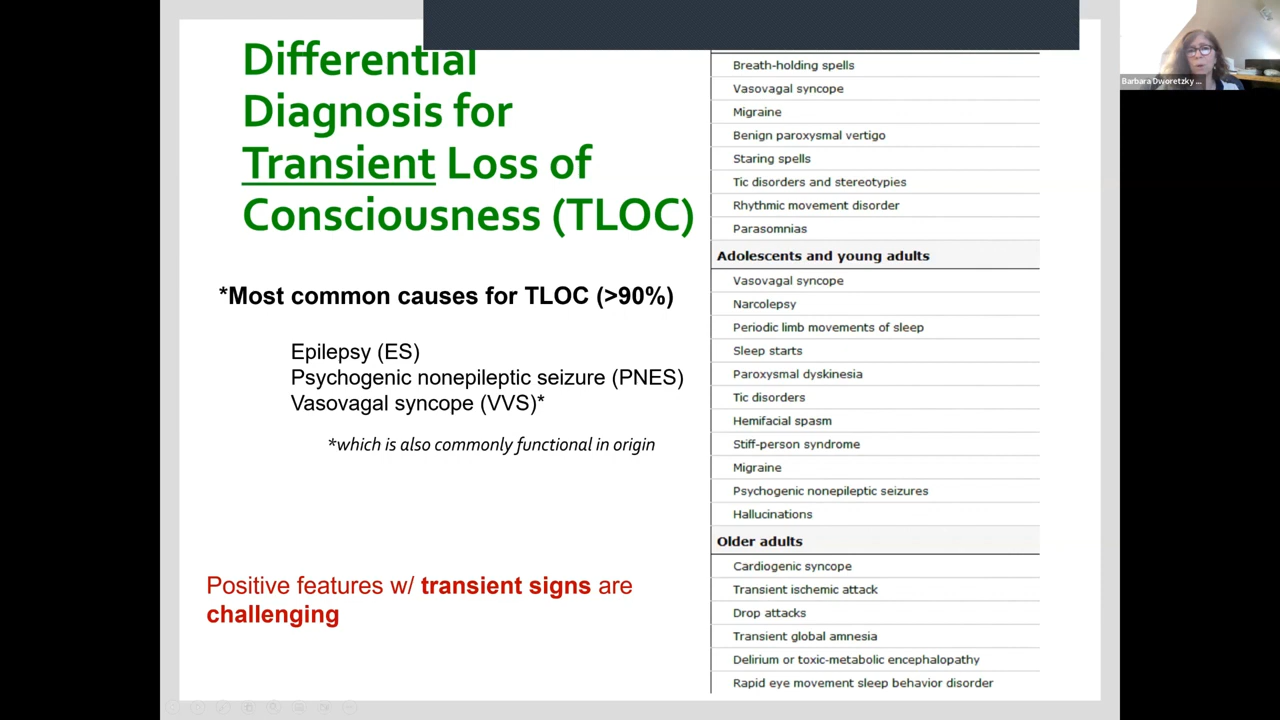 Differential
Diagnosis for
Transient Loss of
Consciousness (TLOC)
*Most common causes for TLOC (>90%)
Epilepsy (ES)
Psychogenic nonepileptic seizure (PNES)
Vasovagal syncope (VVS)*
*which is also commonly functional in origin
Positive features w/ transient signs are
challenging
Breath-holding spells
Vasovagal syncope
Migraine
Benign paroxysmal vertigo
Staring spells
Tic disorders and stereotypies
Rhythmic movement disorder
Parasomnias
Adolescents and young adults
Vasovagal syncope
Narcolepsy
Periodic limb movements of sleep
Sleep starts
Paroxysmal dyskinesia
Tic disorders
Hemifacial spasm
Stiff-person syndrome
Migraine
Psychogenic nonepileptic seizures
Hallucinations
Older adults
Cardiogenic syncope
Transient ischemic attack
Drop attacks
Transient global amnesia
Delirium or toxic-metabolic encephalopathy
Rapid eye movement sleep behavior disorder
Barbara Dworetzky ...